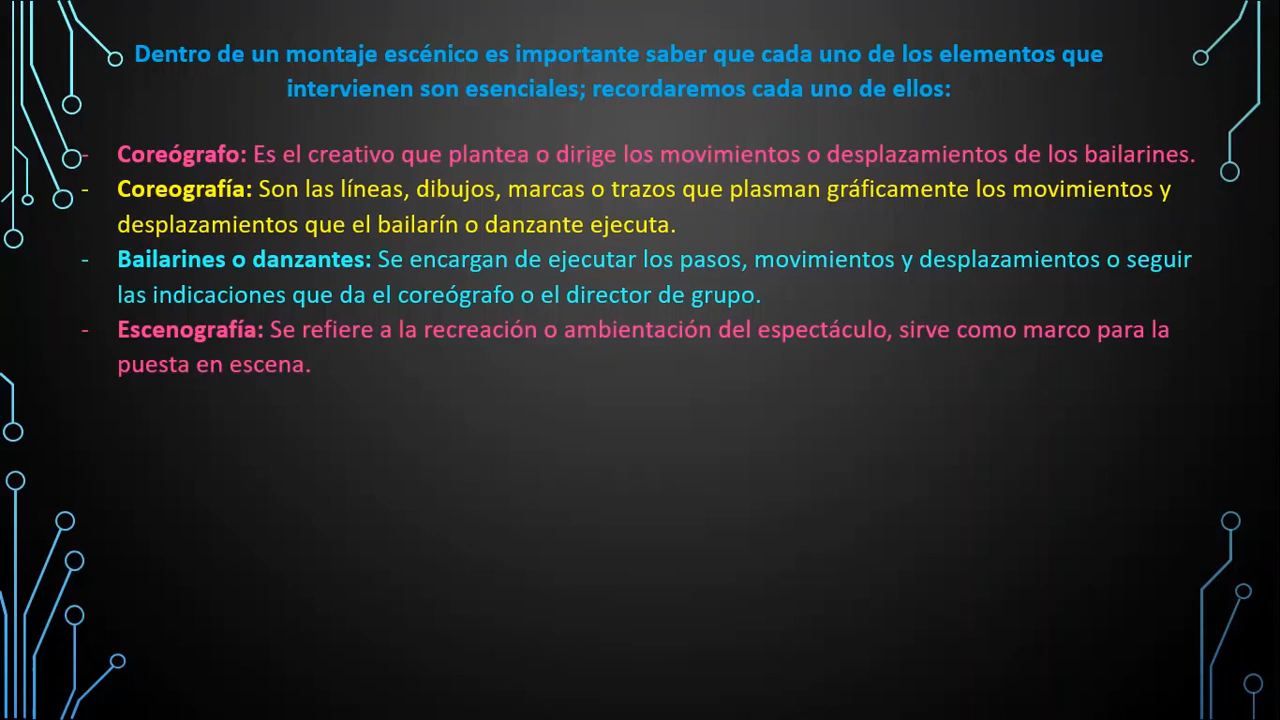 Dentro de un montaje escénico es importante saber que cada uno de los elementos que
intervienen son esenciales; recordaremos cada uno de ellos:
- Coreógrafo: Es el creativo que plantea o dirige los movimientos o desplazamientos de los bailarines.
- Coreografía: Son las líneas, dibujos, marcas o trazos que plasman gráficamente los movimientos y
desplazamientos que el bailarín o danzante ejecuta.
- Bailarines o danzantes: Se encargan de ejecutar los pasos, movimientos y desplazamientos o seguir
las indicaciones que da el coreógrafo o el director de grupo.
- Escenografía: Se refiere a la recreación o ambientación del espectáculo, sirve como marco para la
puesta en escena.